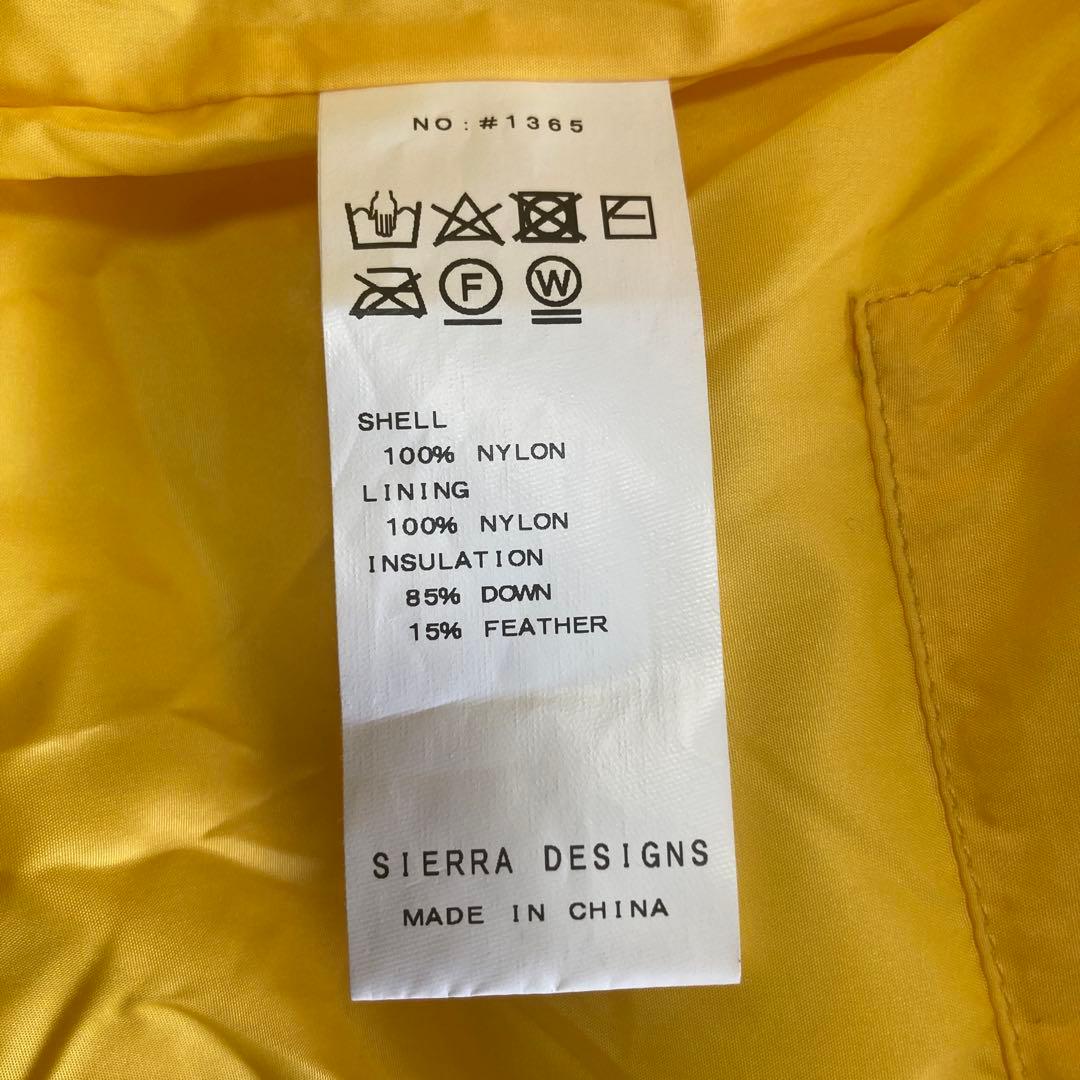 NO:#1365
F W
SHELL
100% NYLON
LINING
100% NYLON
INSULATION
85% DOWN
15% FEATHER
SIERRA DESIGNS
MADE IN CHINA